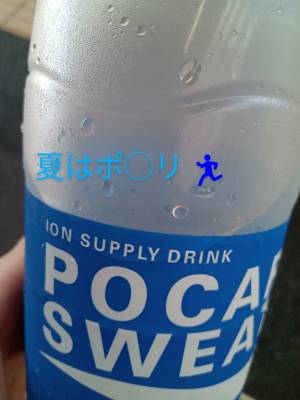 夏はポ◯リ 🏃
ION SUPPLY DRINK
POCA
SWEA